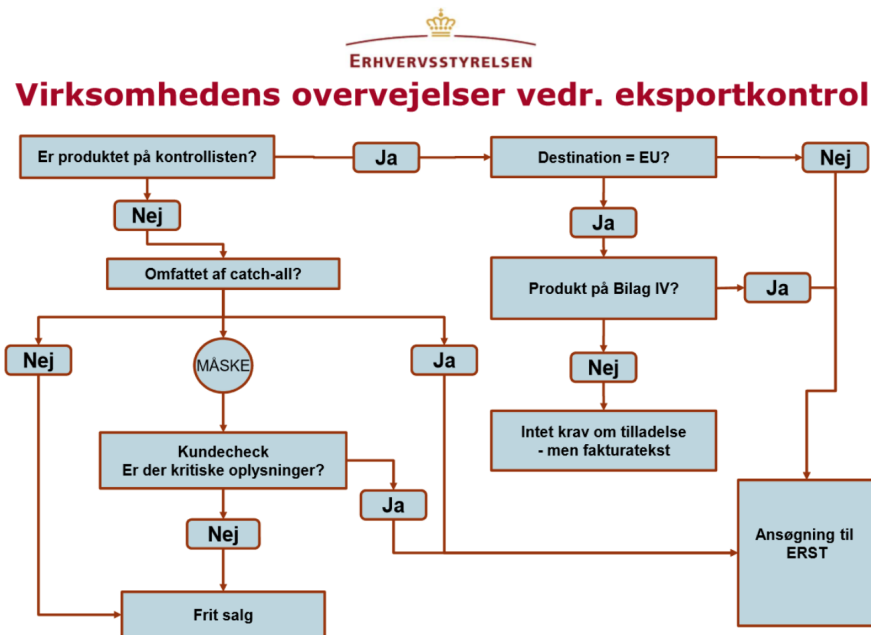 ERHVERVSSTYRELSEN
Virksomhedens overvejelser vedr. eksportkontrol
Er produktet på kontrollisten?
Ja
Destination = EU?
Nej
Nej
Ja
Omfattet af catch-all?
Produkt på Bilag IV?
Ja
Nej
MÅSKE
Ja
Nej
Kundecheck
Er der kritiske oplysninger?
Intet krav om tilladelse
- men fakturatekst
Ja
Nej
Ansøgning til
ERST
Frit salg